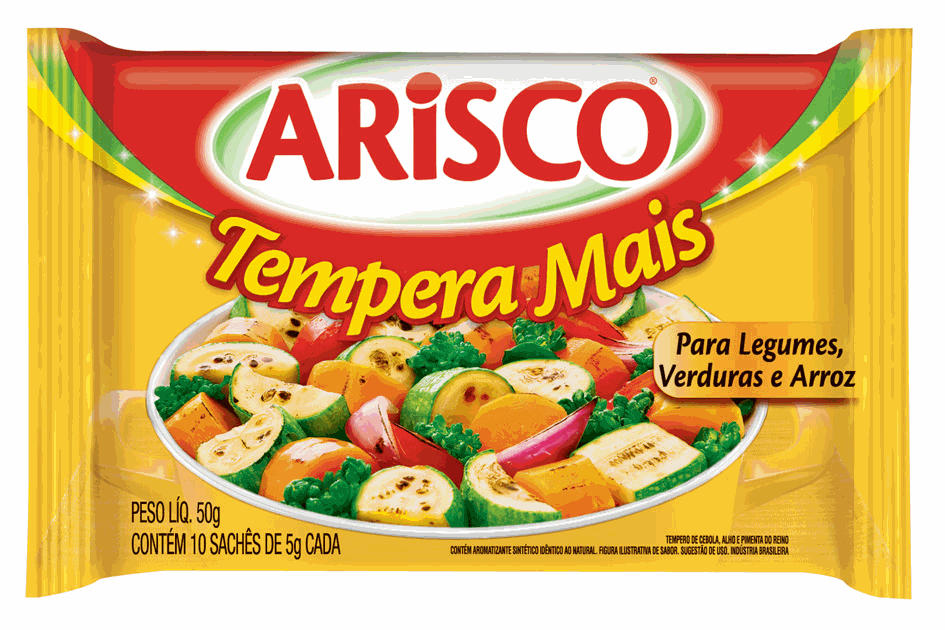 ARiSCO®
Tempera Mais
Para Legumes,
Verduras e Arroz
PESO LÍQ. 50g
CONTÉM 10 SACHÊS DE 5g CADA
TEMPERO DE CEBOLA, ALHO E PIMENTA DO REINO
CONTÉM AROMATIZANTE SINTÉTICO IDÊNTICO AO NATURAL. FIGURA ILUSTRATIVA DE SABOR. SUGESTÃO DE USO. INDÚSTRIA BRASILEIRA